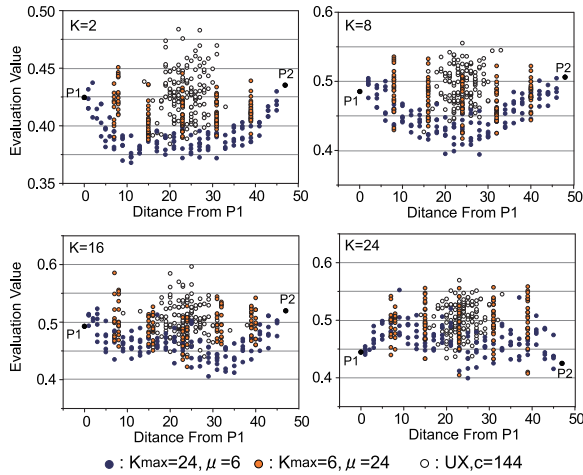 K=2
0.50
0.45
0.40
0.35
Evaluation Value
P1
P2
0 10 20 30 40 50
Ditance From P1
K=8
0.6
0.5
0.4
P1
P2
0 10 20 30 40 50
Ditance From P1
K=16
0.6
0.5
0.4
Evaluation Value
P1
P2
0 10 20 30 40 50
Ditance From P1
K=24
0.6
0.5
0.4
P1
P2
0 10 20 30 40 50
Ditance From P1
: Kmax=24, μ=6 : Kmax=6, μ=24 : UX,c=144